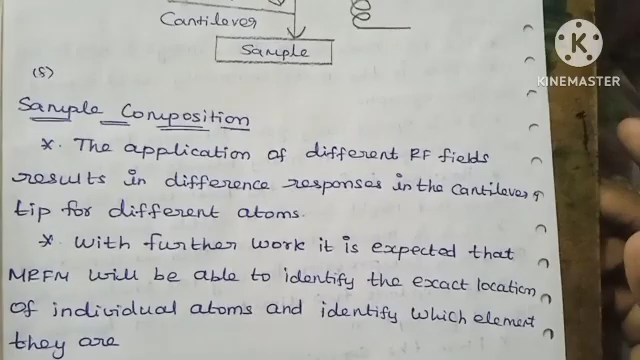 Cantilever
Sample
K
KINEMASTER
(5)
Sample Composition
*. The application of different RF fields
results in difference responses in the cantilever &
tip for different atoms.
* With further work it is expected that
MRFM will be able to identify the exact location
of individual atoms and identify which element
they are